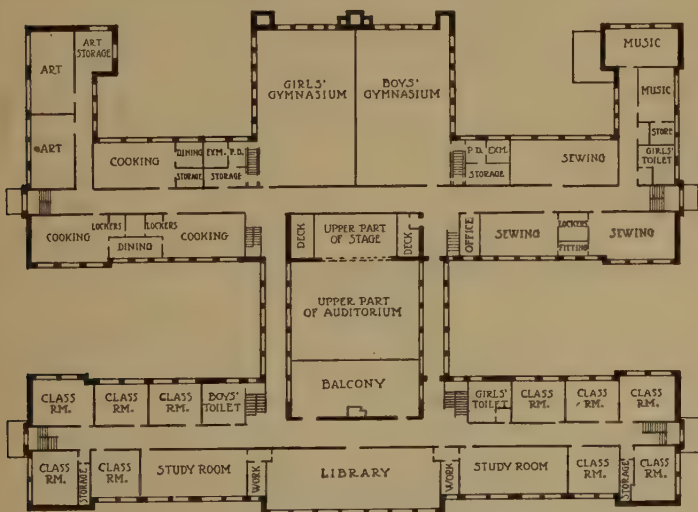 ART
STORAGE
ART
GIRLS'
GYMNASIUM
BOYS'
GYMNASIUM
MUSIC
MUSIC
STORE
GIRLS'
TOILET
ART
COOKING
DINING
EXM.
P.D.
STORAGE
STORAGE
P.D.
EXM.
STORAGE
SEWING
COOKING
LOCKERS
LOCKERS
COOKING
DINING
DECK
UPPER PART
OF STAGE
DECK
OFFICE
SEWING
LOCKERS
FITTING
SEWING
UPPER PART
OF AUDITORIUM
BALCONY
CLASS
RM.
CLASS
RM.
CLASS
RM.
BOYS'
TOILET
GIRLS'
TOILET
CLASS
RM.
CLASS
RM.
CLASS
RM.
CLASS
RM.
STORAGE
CLASS
RM.
STUDY ROOM
WORK
LIBRARY
WORK
STUDY ROOM
CLASS
RM.
STORAGE
CLASS
RM.